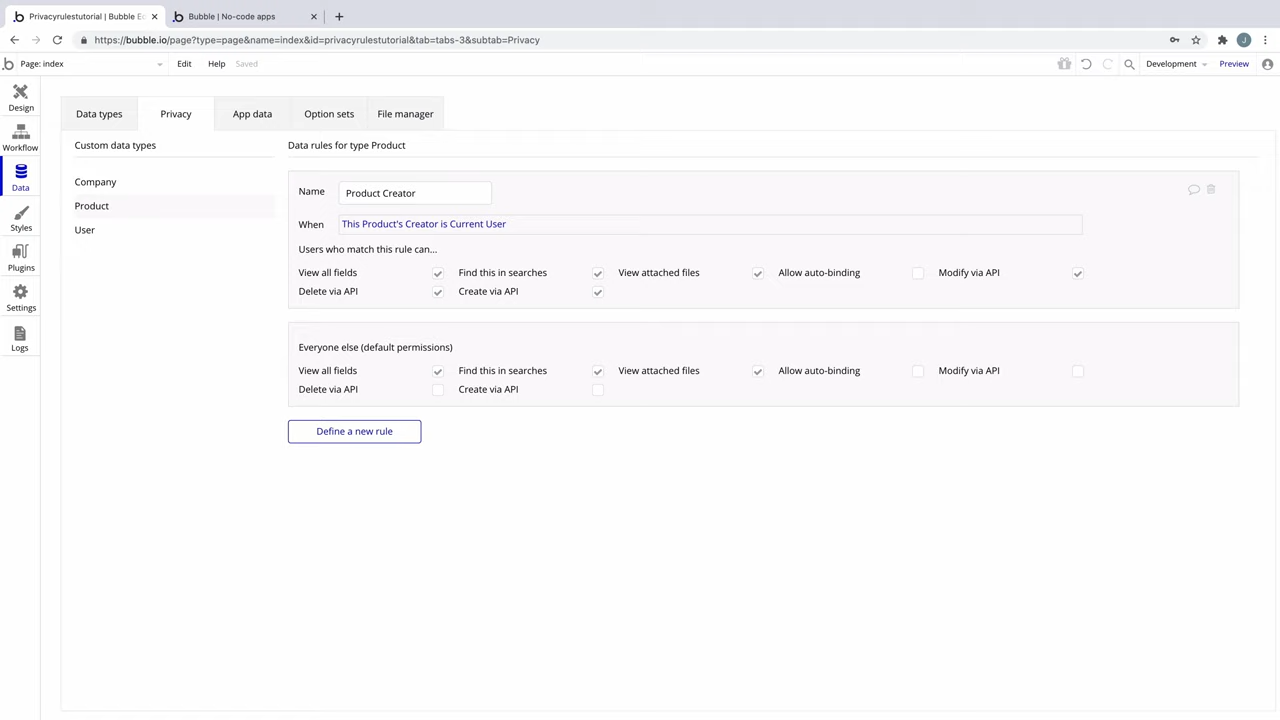 Privacyrulestutorial | Bubble E
Bubble | No-code apps
https://bubble.io/page?type=page&name=index&id=privacyrulestutorial&tab=tabs-3&subtab=Privacy
J
Page: index
Edit
Help
Saved
Development
Preview
Design
Workflow
Data
Styles
Plugins
Settings
Logs
Data types
Privacy
App data
Option sets
File manager
Custom data types
Company
Product
User
Data rules for type Product
Name
Product Creator
When
This Product's Creator is Current User
Users who match this rule can...
View all fields
Find this in searches
View attached files
Allow auto-binding
Modify via API
Delete via API
Create via API
Everyone else (default permissions)
View all fields
Find this in searches
View attached files
Allow auto-binding
Modify via API
Delete via API
Create via API
Define a new rule